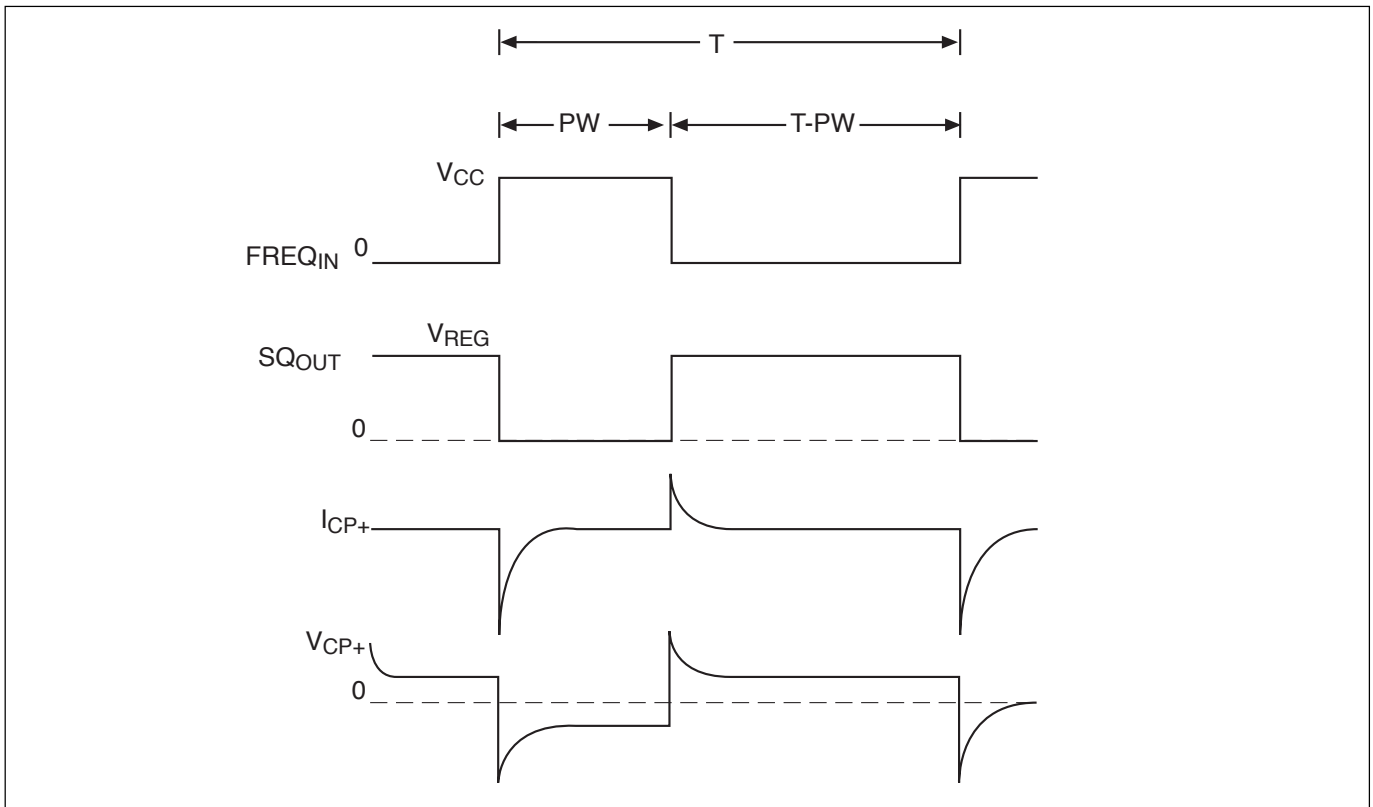 T
PW
T-PW
VCC
FREQIN
0
VREG
SQOUT
0
ICP+
VCP+
0